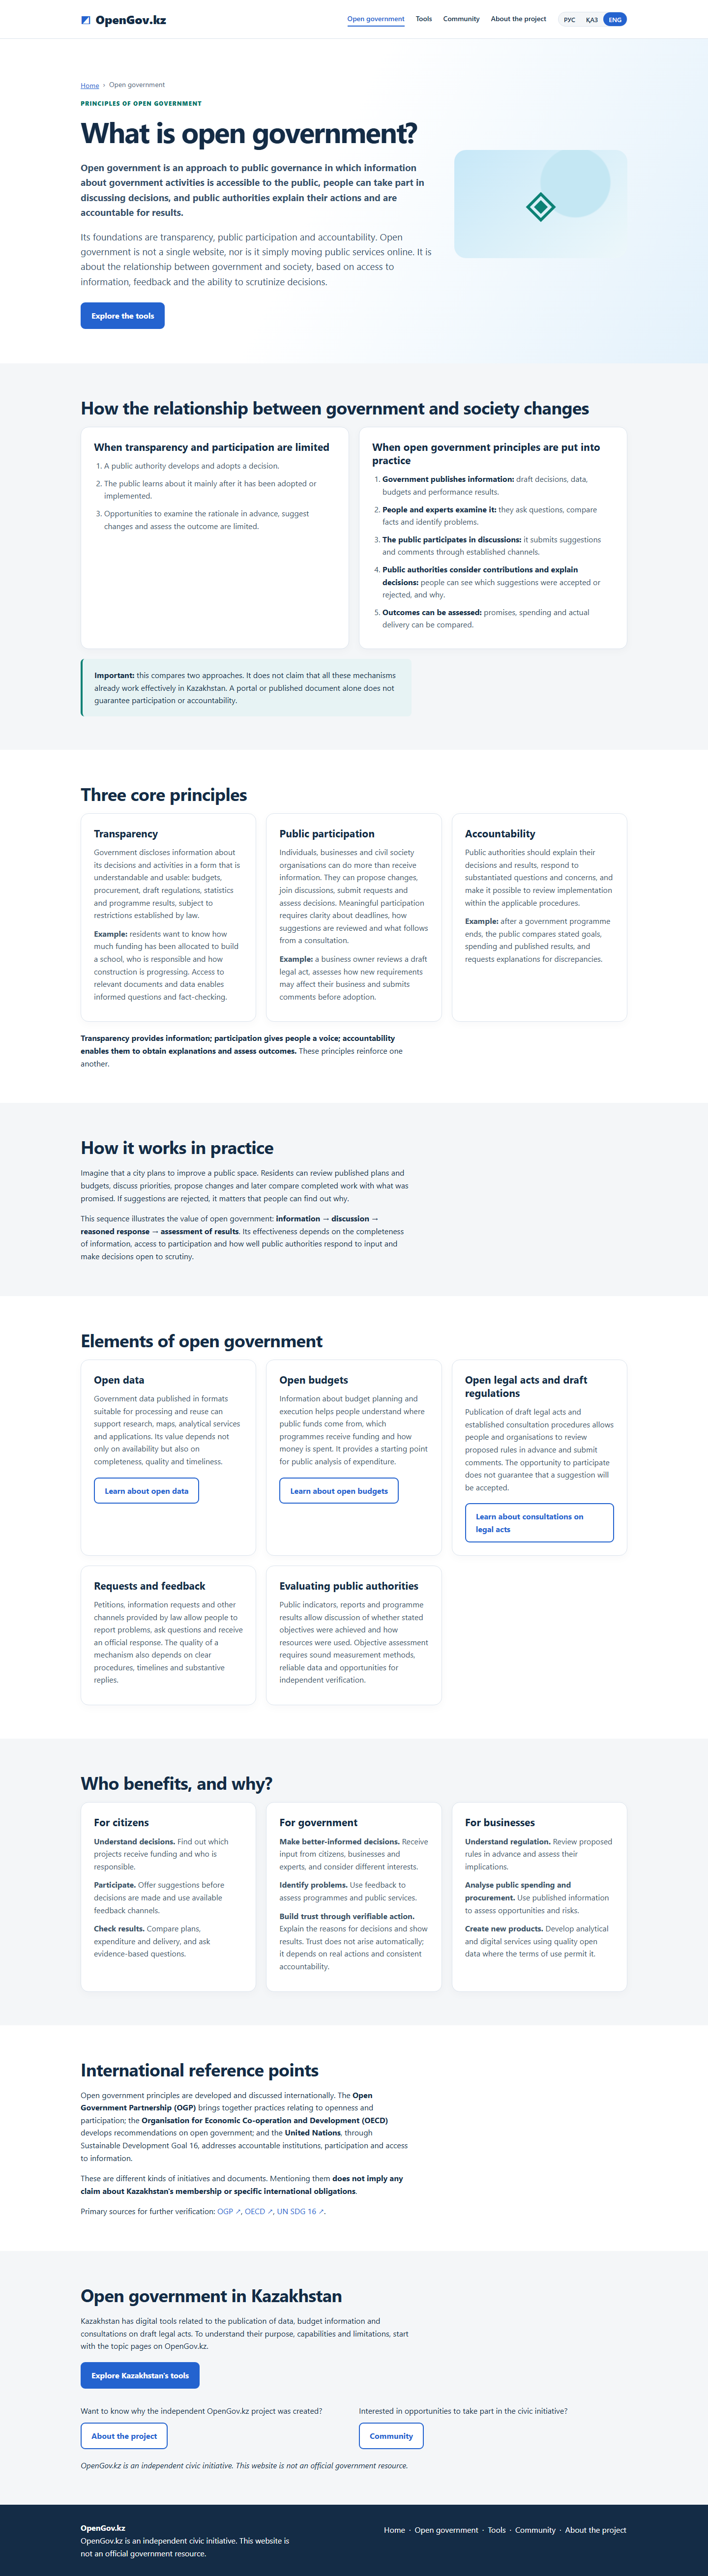 OpenGov.kz
Open government Tools Community About the project РУС ҚАЗ ENG
Home › Open government
PRINCIPLES OF OPEN GOVERNMENT
What is open government?
Open government is an approach to public governance in which information
about government activities is accessible to the public, people can take part in
discussing decisions, and public authorities explain their actions and are
accountable for results.
Its foundations are transparency, public participation and accountability. Open
government is not a single website, nor is it simply moving public services online. It is
about the relationship between government and society, based on access to
information, feedback and the ability to scrutinize decisions.
Explore the tools
How the relationship between government and society changes
When transparency and participation are limited
1. A public authority develops and adopts a decision.
2. The public learns about it mainly after it has been adopted or
implemented.
3. Opportunities to examine the rationale in advance, suggest
changes and assess the outcome are limited.
When open government principles are put into
practice
1. Government publishes information: draft decisions, data,
budgets and performance results.
2. People and experts examine it: they ask questions, compare
facts and identify problems.
3. The public participates in discussions: it submits suggestions
and comments through established channels.
4. Public authorities consider contributions and explain
decisions: people can see which suggestions were accepted or
rejected, and why.
5. Outcomes can be assessed: promises, spending and actual
delivery can be compared.
Important: this compares two approaches. It does not claim that all these mechanisms
already work effectively in Kazakhstan. A portal or published document alone does not
guarantee participation or accountability.
Three core principles
Transparency
Government discloses information about
its decisions and activities in a form that is
understandable and usable: budgets,
procurement, draft regulations, statistics
and programme results, subject to
restrictions established by law.
Example: residents want to know how
much funding has been allocated to build
a school, who is responsible and how
construction is progressing. Access to
relevant documents and data enables
informed questions and fact-checking.
Public participation
Individuals, businesses and civil society
organisations can do more than receive
information. They can propose changes,
join discussions, submit requests and
assess decisions. Meaningful participation
requires clarity about deadlines, how
suggestions are reviewed and what follows
from a consultation.
Example: a business owner reviews a draft
legal act, assesses how new requirements
may affect their business and submits
comments before adoption.
Accountability
Public authorities should explain their
decisions and results, respond to
substantiated questions and concerns, and
make it possible to review implementation
within the applicable procedures.
Example: after a government programme
ends, the public compares stated goals,
spending and published results, and
requests explanations for discrepancies.
Transparency provides information; participation gives people a voice; accountability
enables them to obtain explanations and assess outcomes. These principles reinforce one
another.
How it works in practice
Imagine that a city plans to improve a public space. Residents can review published plans and
budgets, discuss priorities, propose changes and later compare completed work with what was
promised. If suggestions are rejected, it matters that people can find out why.
This sequence illustrates the value of open government: information → discussion →
reasoned response → assessment of results. Its effectiveness depends on the completeness
of information, access to participation and how well public authorities respond to input and
make decisions open to scrutiny.
Elements of open government
Open data
Government data published in formats
suitable for processing and reuse can
support research, maps, analytical services
and applications. Its value depends not
only on availability but also on
completeness, quality and timeliness.
Learn about open data
Open budgets
Information about budget planning and
execution helps people understand where
public funds come from, which
programmes receive funding and how
money is spent. It provides a starting point
for public analysis of expenditure.
Learn about open budgets
Open legal acts and draft
regulations
Publication of draft legal acts and
established consultation procedures allows
people and organisations to review
proposed rules in advance and submit
comments. The opportunity to participate
does not guarantee that a suggestion will
be accepted.
Learn about consultations on
legal acts
Requests and feedback
Petitions, information requests and other
channels provided by law allow people to
report problems, ask questions and receive
an official response. The quality of a
mechanism also depends on clear
procedures, timelines and substantive
replies.
Evaluating public authorities
Public indicators, reports and programme
results allow discussion of whether stated
objectives were achieved and how
resources were used. Objective assessment
requires sound measurement methods,
reliable data and opportunities for
independent verification.
Who benefits, and why?
For citizens
Understand decisions. Find out which
projects receive funding and who is
responsible.
Participate. Offer suggestions before
decisions are made and use available
feedback channels.
Check results. Compare plans,
expenditure and delivery, and ask
evidence-based questions.
For government
Make better-informed decisions. Receive
input from citizens, businesses and
experts, and consider different interests.
Identify problems. Use feedback to
assess programmes and public services.
Build trust through verifiable action.
Explain the reasons for decisions and show
results. Trust does not arise automatically;
it depends on real actions and consistent
accountability.
For businesses
Understand regulation. Review proposed
rules in advance and assess their
implications.
Analyse public spending and
procurement. Use published information
to assess opportunities and risks.
Create new products. Develop analytical
and digital services using quality open
data where the terms of use permit it.
International reference points
Open government principles are developed and discussed internationally. The Open
Government Partnership (OGP) brings together practices relating to openness and
participation; the Organisation for Economic Co-operation and Development (OECD)
develops recommendations on open government; and the United Nations, through
Sustainable Development Goal 16, addresses accountable institutions, participation and access
to information.
These are different kinds of initiatives and documents. Mentioning them does not imply any
claim about Kazakhstan's membership or specific international obligations.
Primary sources for further verification: OGP ↗, OECD ↗, UN SDG 16 ↗.
Open government in Kazakhstan
Kazakhstan has digital tools related to the publication of data, budget information and
consultations on draft legal acts. To understand their purpose, capabilities and limitations, start
with the topic pages on OpenGov.kz.
Explore Kazakhstan's tools
Want to know why the independent OpenGov.kz project was created?
About the project
Interested in opportunities to take part in the civic initiative?
Community
OpenGov.kz is an independent civic initiative. This website is not an official government resource.
OpenGov.kz
OpenGov.kz is an independent civic initiative. This website is
not an official government resource.
Home · Open government · Tools · Community · About the project